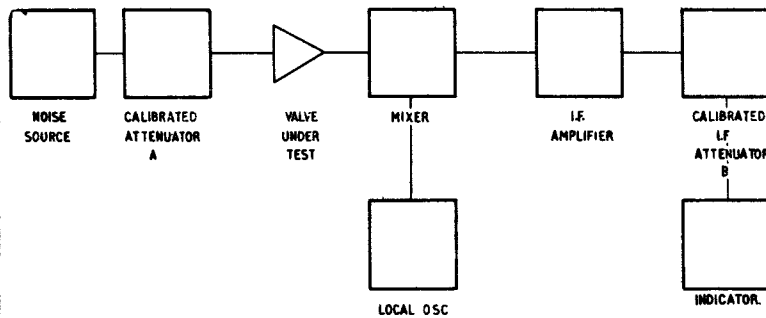 NOISE
SOURCE
CALIBRATED
ATTENUATOR
A
VALVE
UNDER
TEST
MIXER
I.F.
AMPLIFIER
CALIBRATED
I.F
ATTENUATOR
B
LOCAL OSC
INDICATOR.